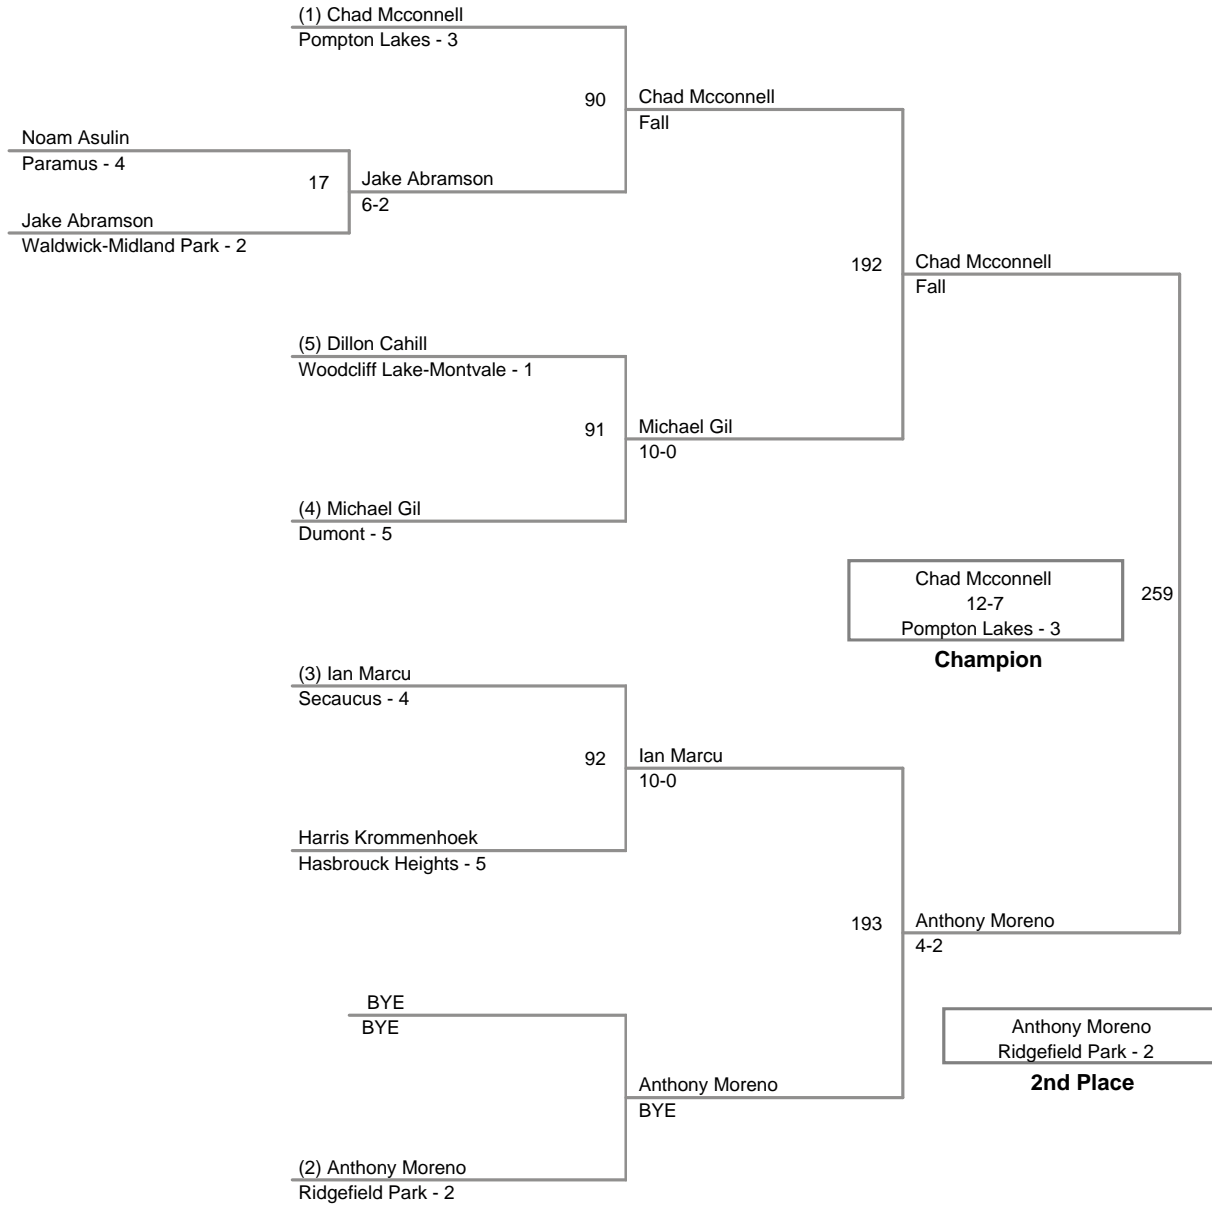 (1) Chad Mcconnell
Pompton Lakes - 3
90
Chad Mcconnell
Fall
Noam Asulin
Paramus - 4
17
Jake Abramson
6-2
Jake Abramson
Waldwick-Midland Park - 2
192
Chad Mcconnell
Fall
(5) Dillon Cahill
Woodcliff Lake-Montvale - 1
91
Michael Gil
10-0
(4) Michael Gil
Dumont - 5
Chad Mcconnell
12-7
Pompton Lakes - 3
Champion
259
(3) Ian Marcu
Secaucus - 4
92
Ian Marcu
10-0
Harris Krommenhoek
Hasbrouck Heights - 5
193
Anthony Moreno
4-2
BYE
BYE
Anthony Moreno
Ridgefield Park - 2
2nd Place
Anthony Moreno
BYE
(2) Anthony Moreno
Ridgefield Park - 2